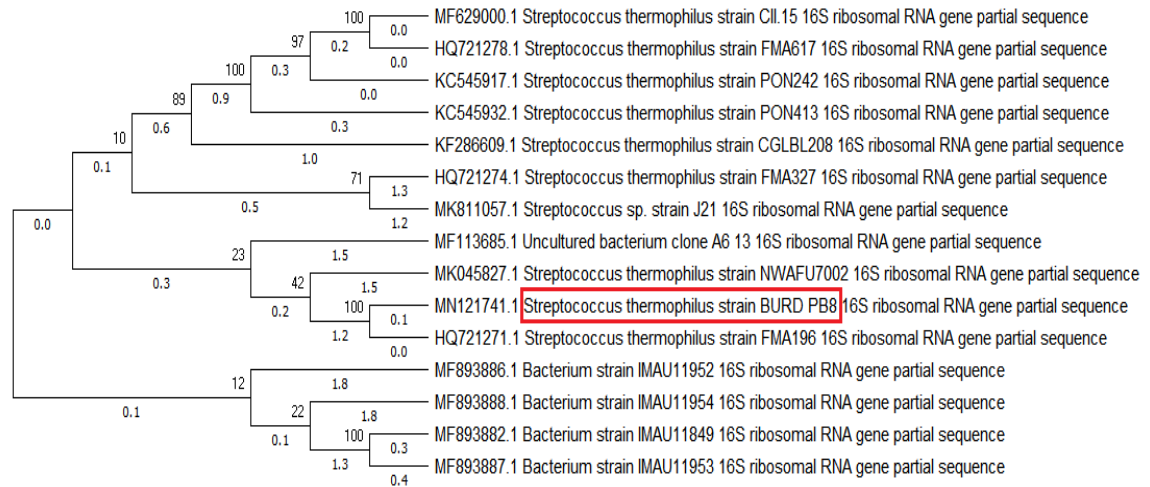 100
MF629000.1 Streptococcus thermophilus strain CII.15 16S ribosomal RNA gene partial sequence
0.0
97
0.2
HQ721278.1 Streptococcus thermophilus strain FMA617 16S ribosomal RNA gene partial sequence
0.0
100
0.3
KC545917.1 Streptococcus thermophilus strain PON242 16S ribosomal RNA gene partial sequence
0.0
89
0.9
KC545932.1 Streptococcus thermophilus strain PON413 16S ribosomal RNA gene partial sequence
0.3
10
0.6
KF286609.1 Streptococcus thermophilus strain CGLBL208 16S ribosomal RNA gene partial sequence
1.0
0.1
71
HQ721274.1 Streptococcus thermophilus strain FMA327 16S ribosomal RNA gene partial sequence
1.3
0.5
MK811057.1 Streptococcus sp. strain J21 16S ribosomal RNA gene partial sequence
1.2
0.0
23
MF113685.1 Uncultured bacterium clone A6 13 16S ribosomal RNA gene partial sequence
1.5
0.3
42
MK045827.1 Streptococcus thermophilus strain NWAFU7002 16S ribosomal RNA gene partial sequence
1.5
0.2
100
MN121741.1 Streptococcus thermophilus strain BURD PB8 16S ribosomal RNA gene partial sequence
0.1
1.2
HQ721271.1 Streptococcus thermophilus strain FMA196 16S ribosomal RNA gene partial sequence
0.0
12
MF893886.1 Bacterium strain IMAU11952 16S ribosomal RNA gene partial sequence
1.8
0.1
22
MF893888.1 Bacterium strain IMAU11954 16S ribosomal RNA gene partial sequence
1.8
0.1
100
MF893882.1 Bacterium strain IMAU11849 16S ribosomal RNA gene partial sequence
0.3
1.3
MF893887.1 Bacterium strain IMAU11953 16S ribosomal RNA gene partial sequence
0.4